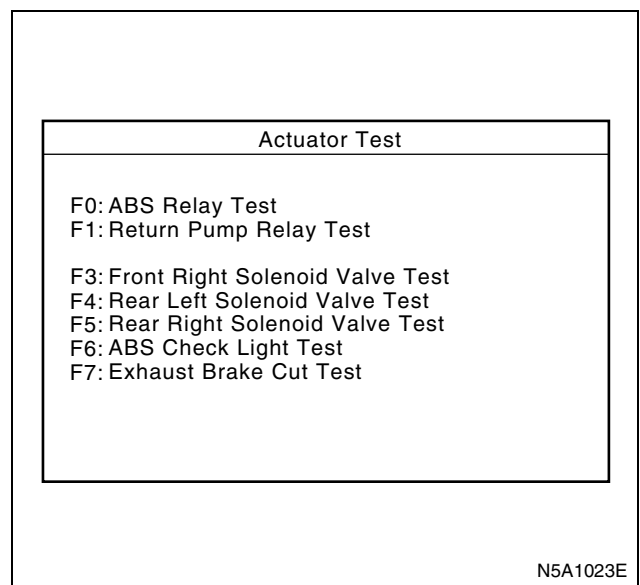 Actuator Test
F0: ABS Relay Test
F1: Return Pump Relay Test
F3: Front Right Solenoid Valve Test
F4: Rear Left Solenoid Valve Test
F5: Rear Right Solenoid Valve Test
F6: ABS Check Light Test
F7: Exhaust Brake Cut Test
N5A1023E